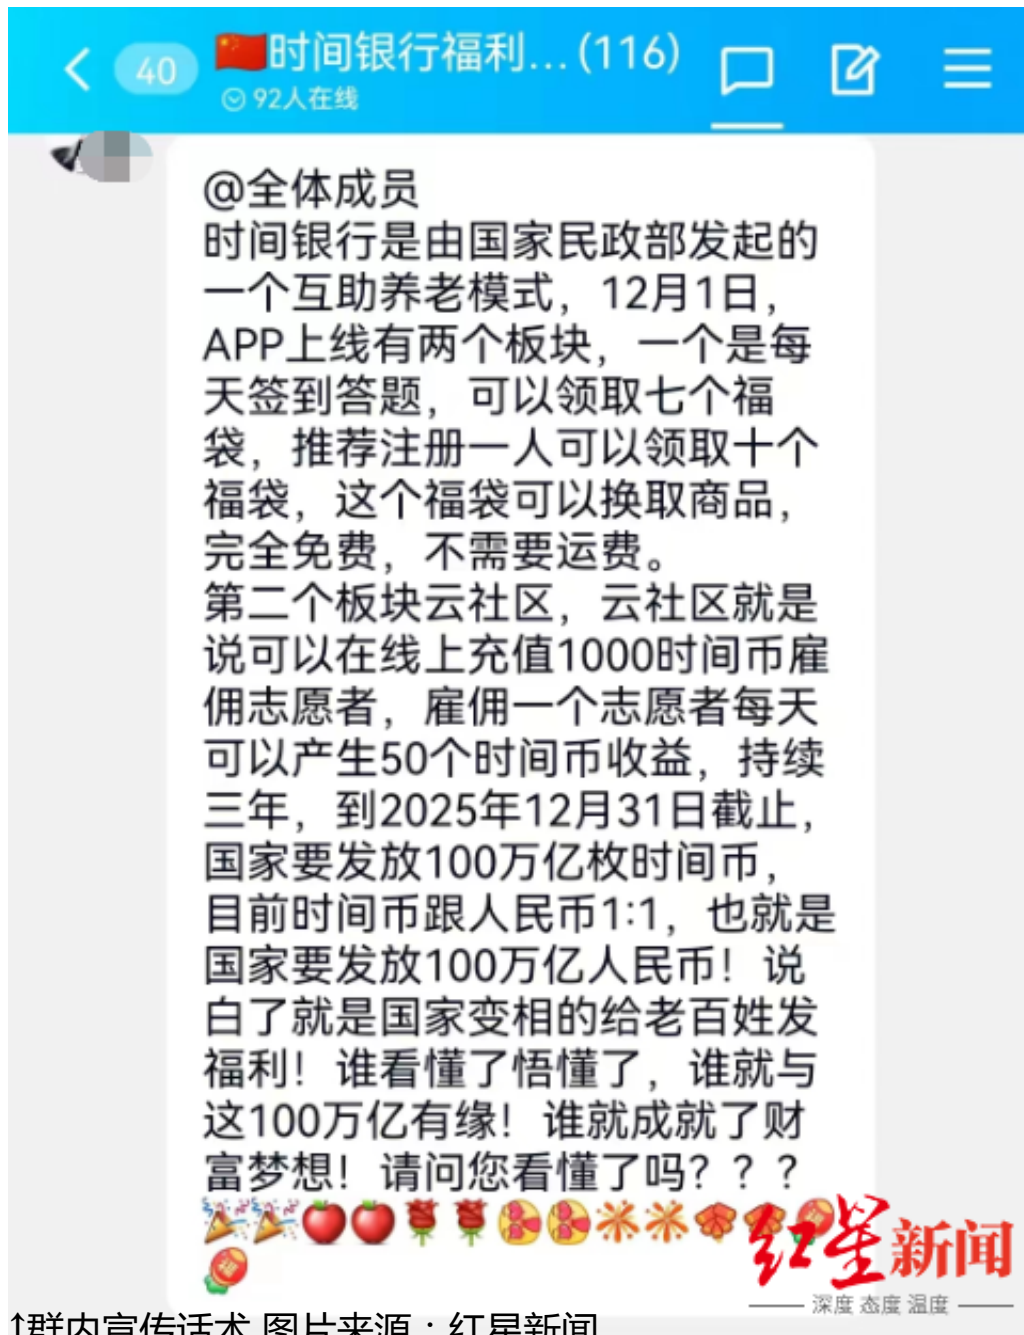 40
时间银行福利...(116)
92人在线
@全体成员
时间银行是由国家民政部发起的
一个互助养老模式，12月1日，
APP上线有两个板块，一个是每
天签到答题，可以领取七个福
袋，推荐注册一人可以领取十个
福袋，这个福袋可以换取商品，
完全免费，不需要运费。
第二个板块云社区，云社区就是
说可以在线上充值1000时间币雇
佣志愿者，雇佣一个志愿者每天
可以产生50个时间币收益，持续
三年，到2025年12月31日截止，
国家要发放100万亿枚时间币，
目前时间币跟人民币1:1，也就是
国家要发放100万亿人民币！说
白了就是国家变相的给老百姓发
福利！谁看懂了悟懂了，谁就与
这100万亿有缘！谁就成就了财
富梦想！请问您看懂了吗？？？
红星新闻
深度 态度 温度
↑群内宣传话术 图片来源：红星新闻